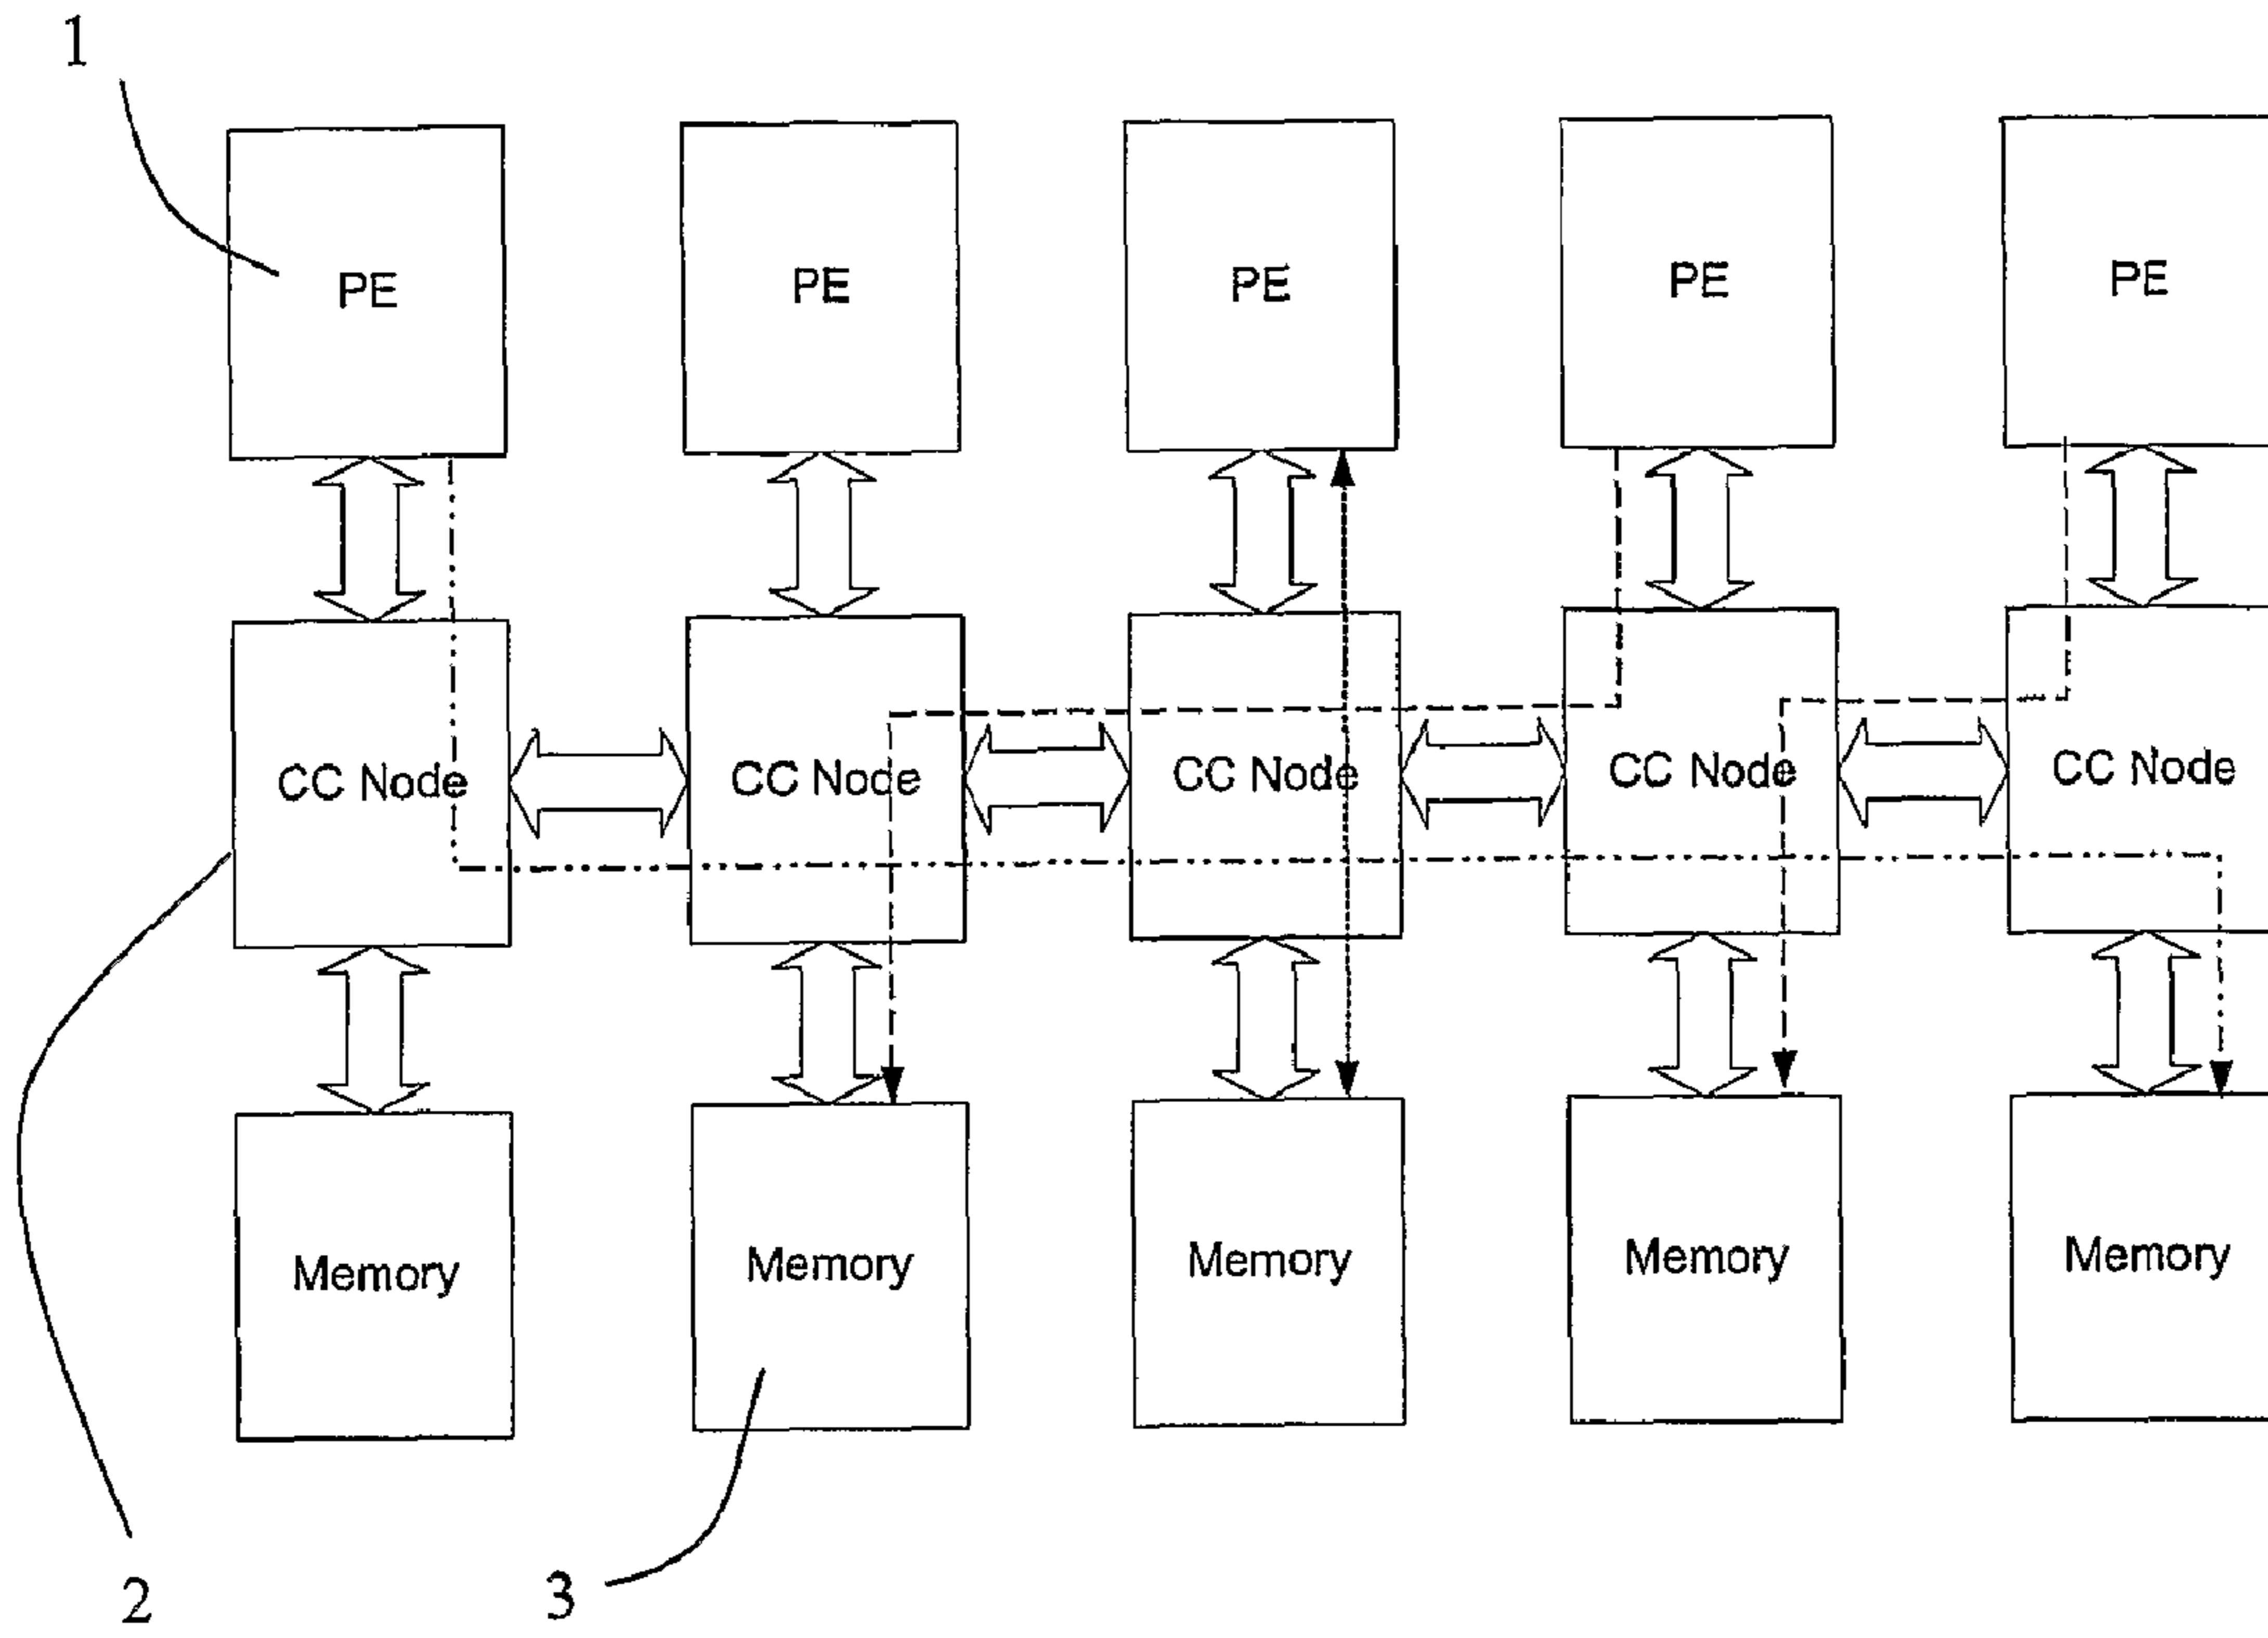 1
PE PE PE PE PE
CC Node CC Node CC Node CC Node CC Node
Memory Memory Memory Memory Memory
2 3